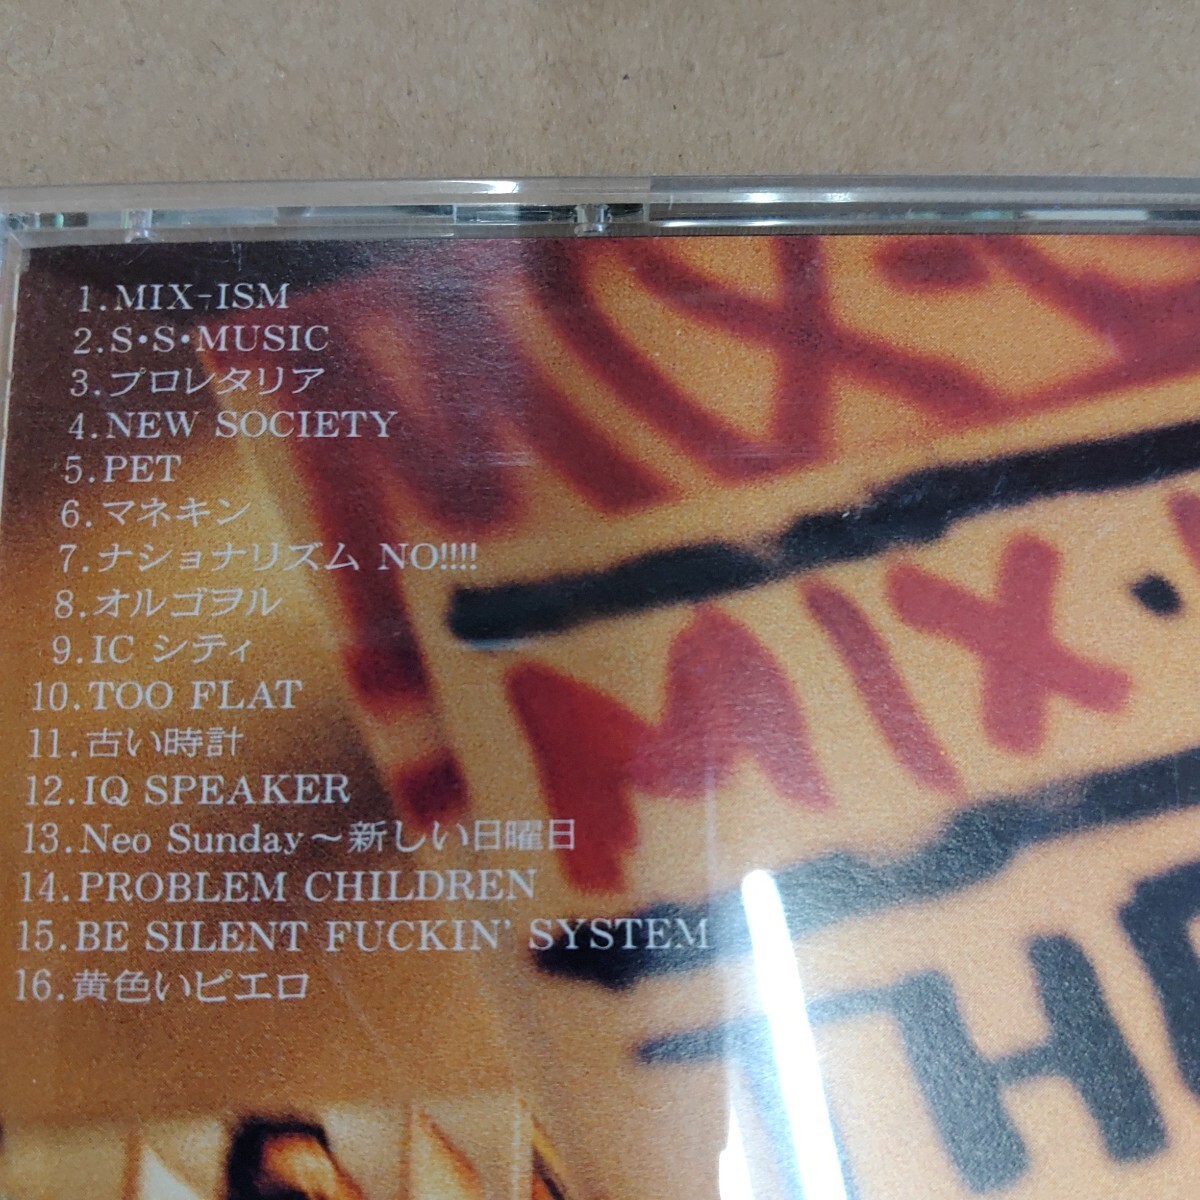 1.MIX-ISM
2.S・S・MUSIC
3.プロレタリア
4.NEW SOCIETY
5.PET
6.マネキン
7.ナショナリズム NO!!!!
8.オルゴヲル
9.IC シティ
10.TOO FLAT
11.古い時計
12.IQ SPEAKER
13.Neo Sunday～新しい日曜日
14.PROBLEM CHILDREN
15.BE SILENT FUCKIN' SYSTEM
16.黄色いピエロ
MIX
MIX